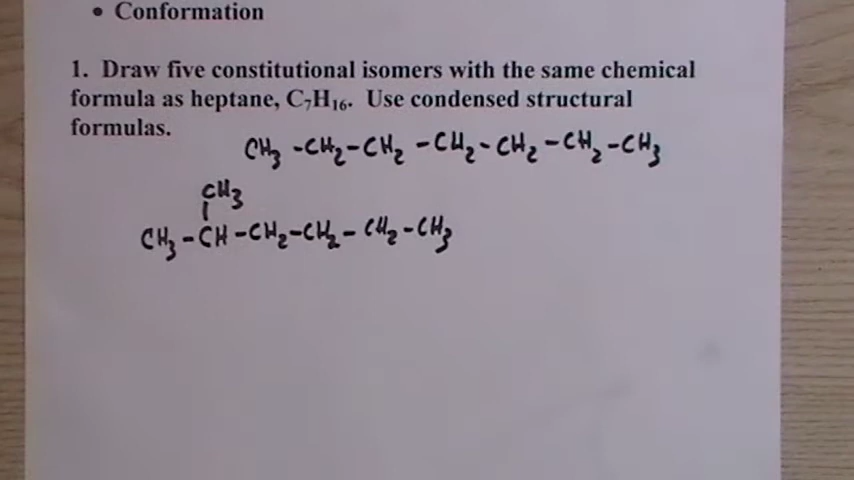 • Conformation
1. Draw five constitutional isomers with the same chemical
formula as heptane, C₇H₁₆. Use condensed structural
formulas.
CH₃-CH₂-CH₂-CH₂-CH₂-CH₂-CH₃
CH₃
|
CH₃-CH-CH₂-CH₂-CH₂-CH₃